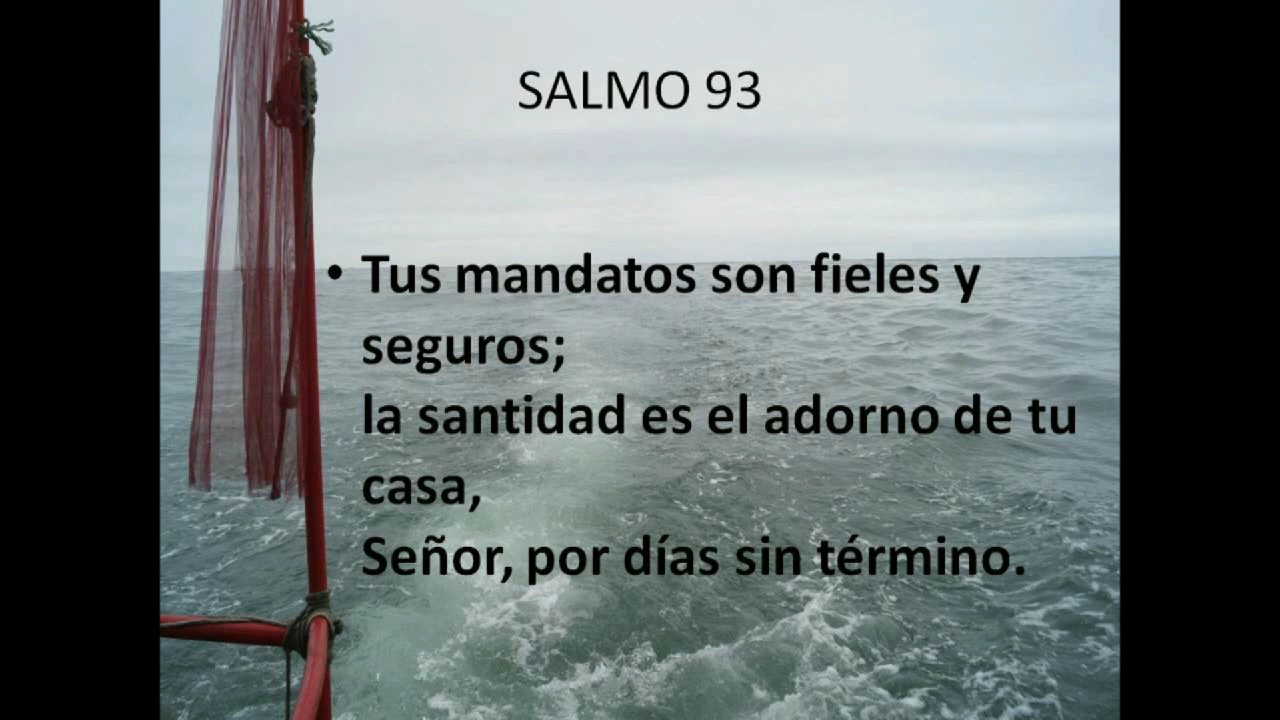 SALMO 93
• Tus mandatos son fieles y
seguros;
la santidad es el adorno de tu
casa,
Señor, por días sin término.